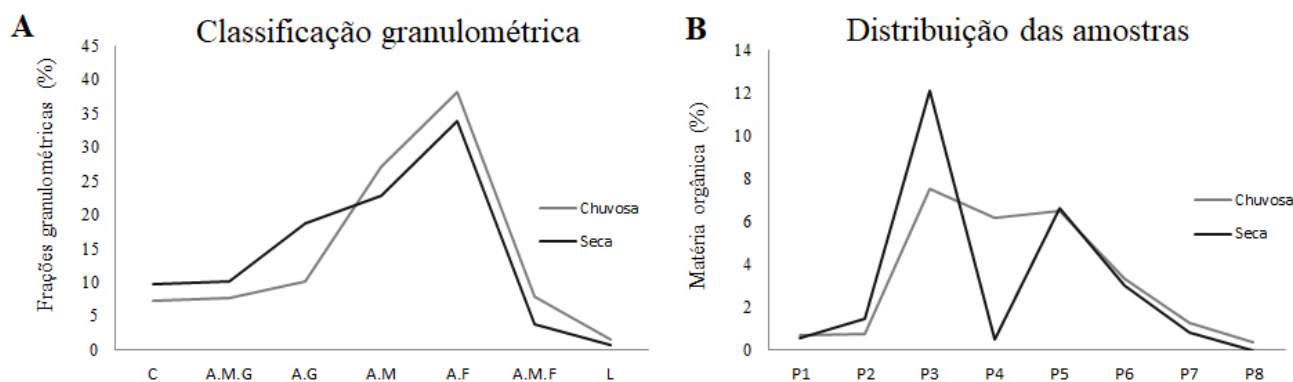 A
Classificação granulométrica
Frações granulométricas (%)
45
40
35
30
25
20
15
10
5
0
C A.M.G A.G A.M A.F A.M.F L
Chuvosa
Seca
B
Distribuição das amostras
Matéria orgânica (%)
14
12
10
8
6
4
2
0
P1 P2 P3 P4 P5 P6 P7 P8
Chuvosa
Seca